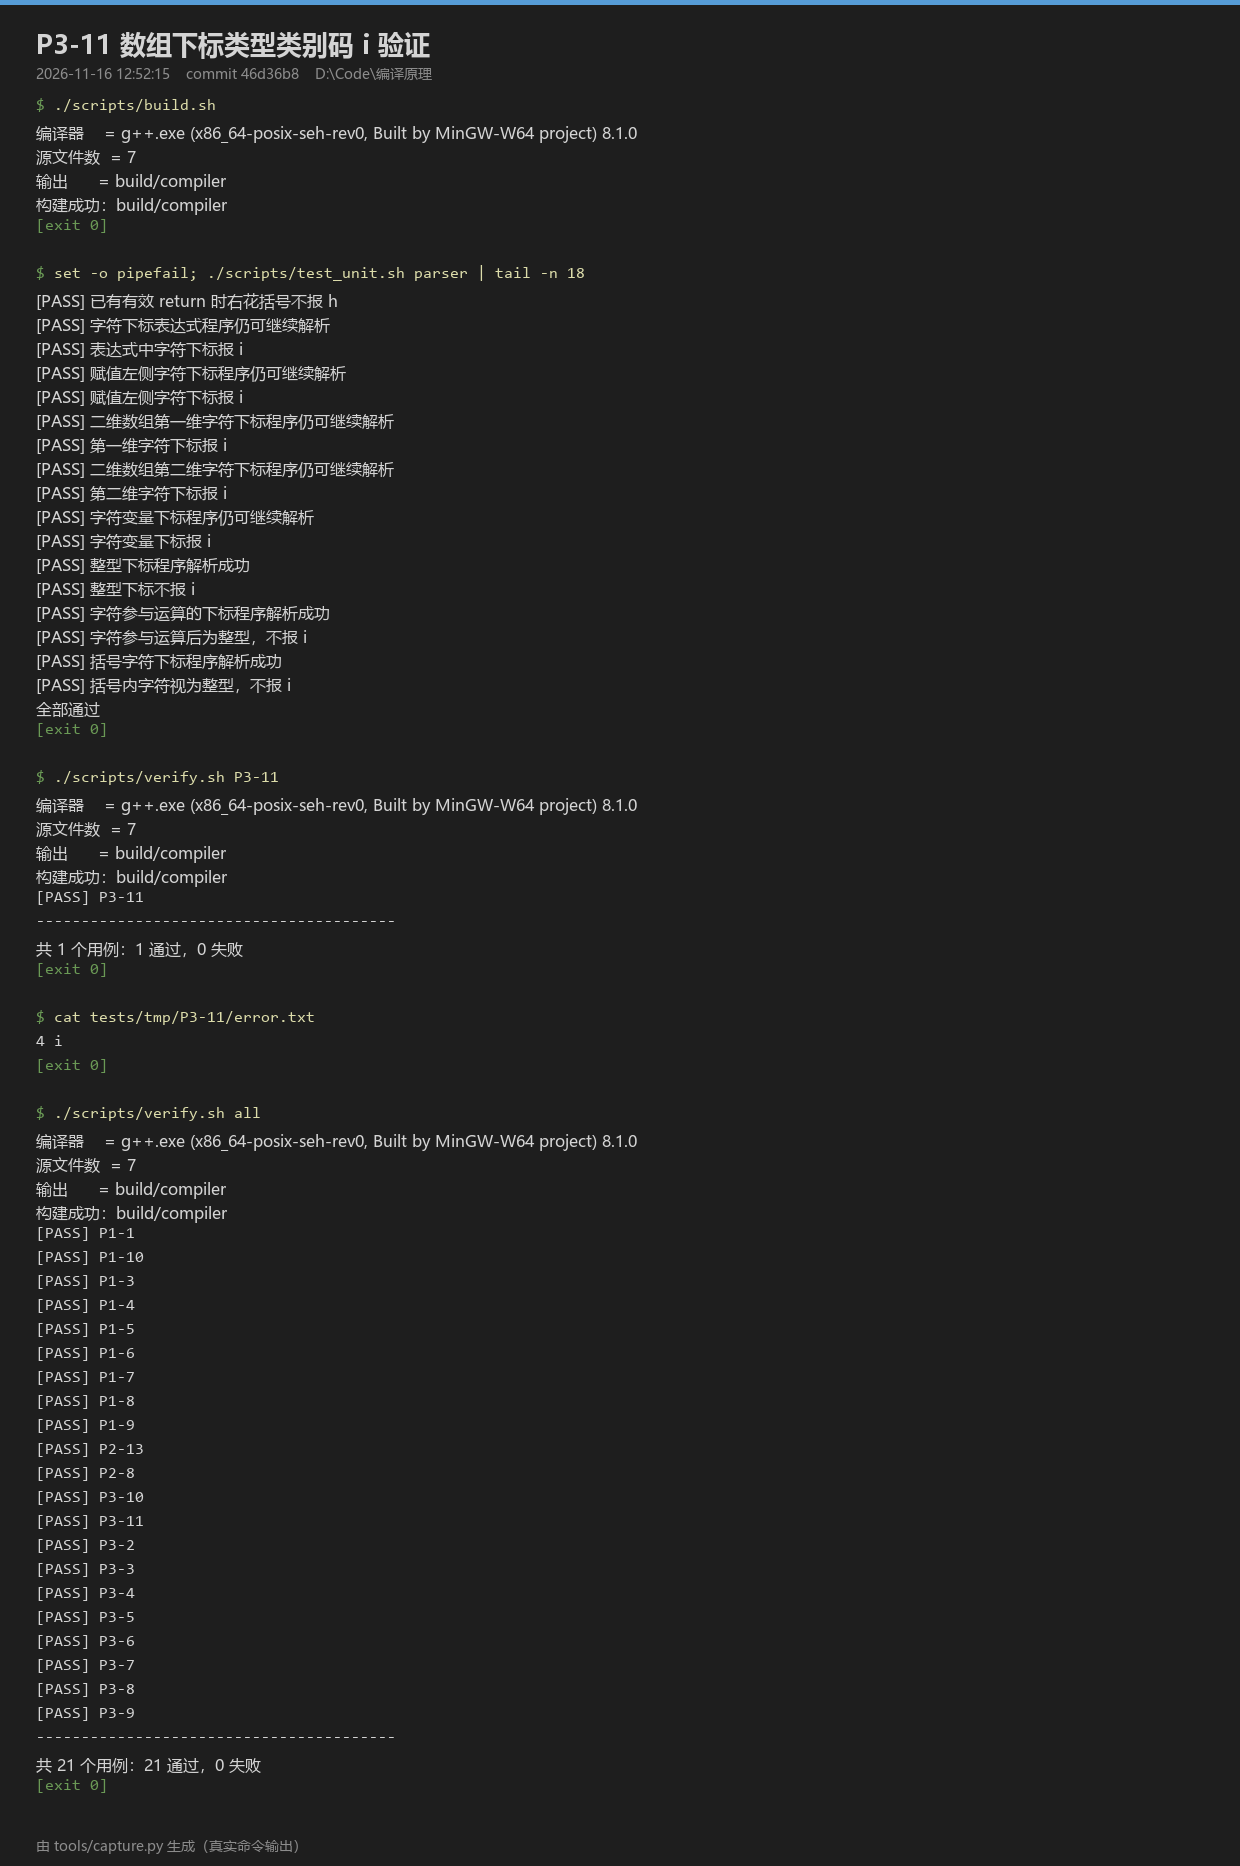 P3-11 数组下标类型类别码 i 验证
2026-11-16 12:52:15 commit 46d36b8 D:\Code\编译原理
$ ./scripts/build.sh
编译器 = g++.exe (x86_64-posix-seh-rev0, Built by MinGW-W64 project) 8.1.0
源文件数 = 7
输出 = build/compiler
构建成功：build/compiler
[exit 0]
$ set -o pipefail; ./scripts/test_unit.sh parser | tail -n 18
[PASS] 已有有效 return 时右花括号不报 h
[PASS] 字符下标表达式程序仍可继续解析
[PASS] 表达式中字符下标报 i
[PASS] 赋值左侧字符下标程序仍可继续解析
[PASS] 赋值左侧字符下标报 i
[PASS] 二维数组第一维字符下标程序仍可继续解析
[PASS] 第一维字符下标报 i
[PASS] 二维数组第二维字符下标程序仍可继续解析
[PASS] 第二维字符下标报 i
[PASS] 字符变量下标程序仍可继续解析
[PASS] 字符变量下标报 i
[PASS] 整型下标程序解析成功
[PASS] 整型下标不报 i
[PASS] 字符参与运算的下标程序解析成功
[PASS] 字符参与运算后为整型，不报 i
[PASS] 括号字符下标程序解析成功
[PASS] 括号内字符视为整型，不报 i
全部通过
[exit 0]
$ ./scripts/verify.sh P3-11
编译器 = g++.exe (x86_64-posix-seh-rev0, Built by MinGW-W64 project) 8.1.0
源文件数 = 7
输出 = build/compiler
构建成功：build/compiler
[PASS] P3-11
----------------------------------------
共 1 个用例：1 通过，0 失败
[exit 0]
$ cat tests/tmp/P3-11/error.txt
4 i
[exit 0]
$ ./scripts/verify.sh all
编译器 = g++.exe (x86_64-posix-seh-rev0, Built by MinGW-W64 project) 8.1.0
源文件数 = 7
输出 = build/compiler
构建成功：build/compiler
[PASS] P1-1
[PASS] P1-10
[PASS] P1-3
[PASS] P1-4
[PASS] P1-5
[PASS] P1-6
[PASS] P1-7
[PASS] P1-8
[PASS] P1-9
[PASS] P2-13
[PASS] P2-8
[PASS] P3-10
[PASS] P3-11
[PASS] P3-2
[PASS] P3-3
[PASS] P3-4
[PASS] P3-5
[PASS] P3-6
[PASS] P3-7
[PASS] P3-8
[PASS] P3-9
----------------------------------------
共 21 个用例：21 通过，0 失败
[exit 0]
由 tools/capture.py 生成（真实命令输出）